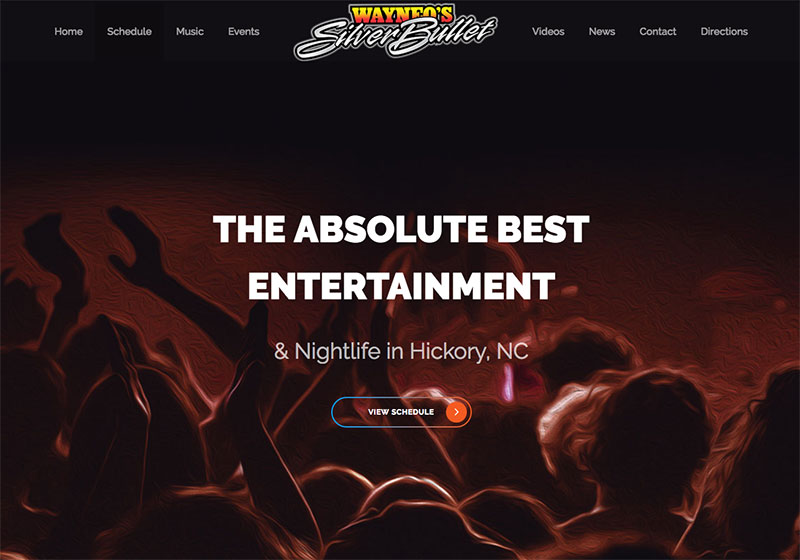 Home Schedule Music Events WAYNEO'S Videos News Contact Directions
Silver Bullet
THE ABSOLUTE BEST
ENTERTAINMENT
& Nightlife in Hickory, NC
VIEW SCHEDULE